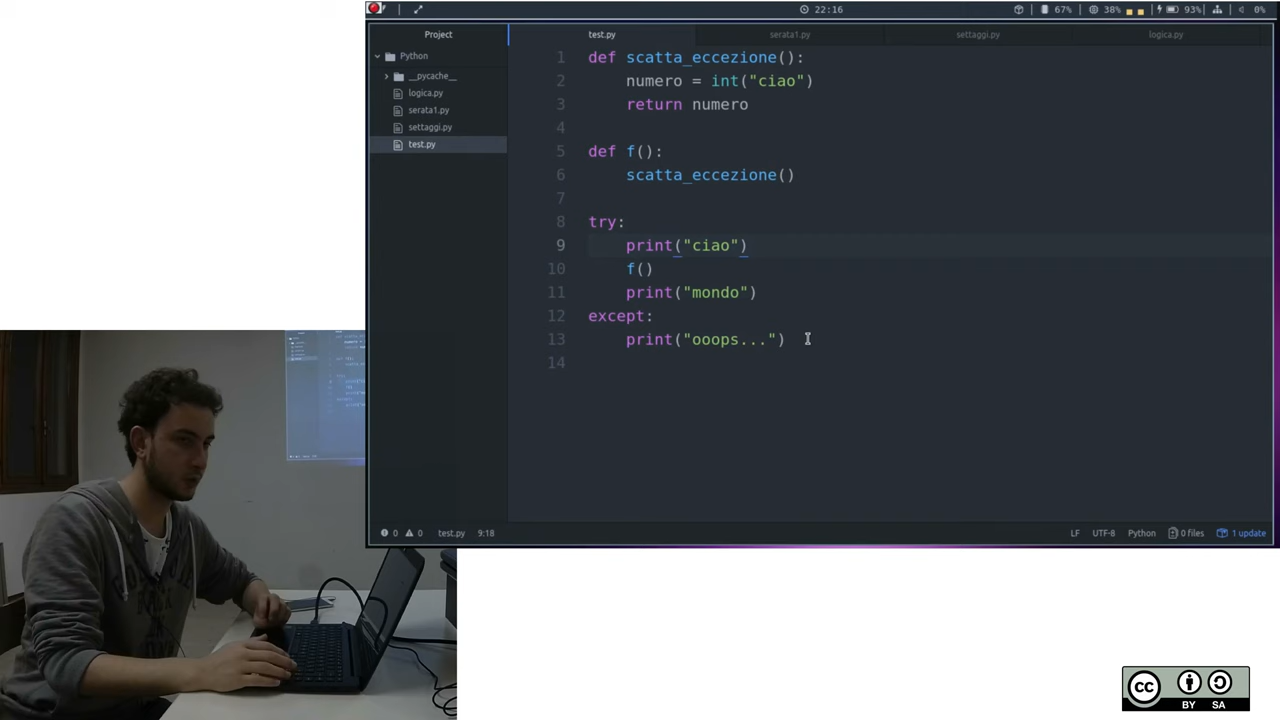 22:16
67%
38%
93%
0%
Project
test.py
serata1.py
settaggi.py
logica.py
Python
__pycache__
logica.py
serata1.py
settaggi.py
test.py
1 def scatta_eccezione():
2 numero = int("ciao")
3 return numero
4
5 def f():
6 scatta_eccezione()
7
8 try:
9 print("ciao")
10 f()
11 print("mondo")
12 except:
13 print("ooops...")
14
0 0 test.py 9:18 LF UTF-8 Python 0 files 1 update
cc
BY SA